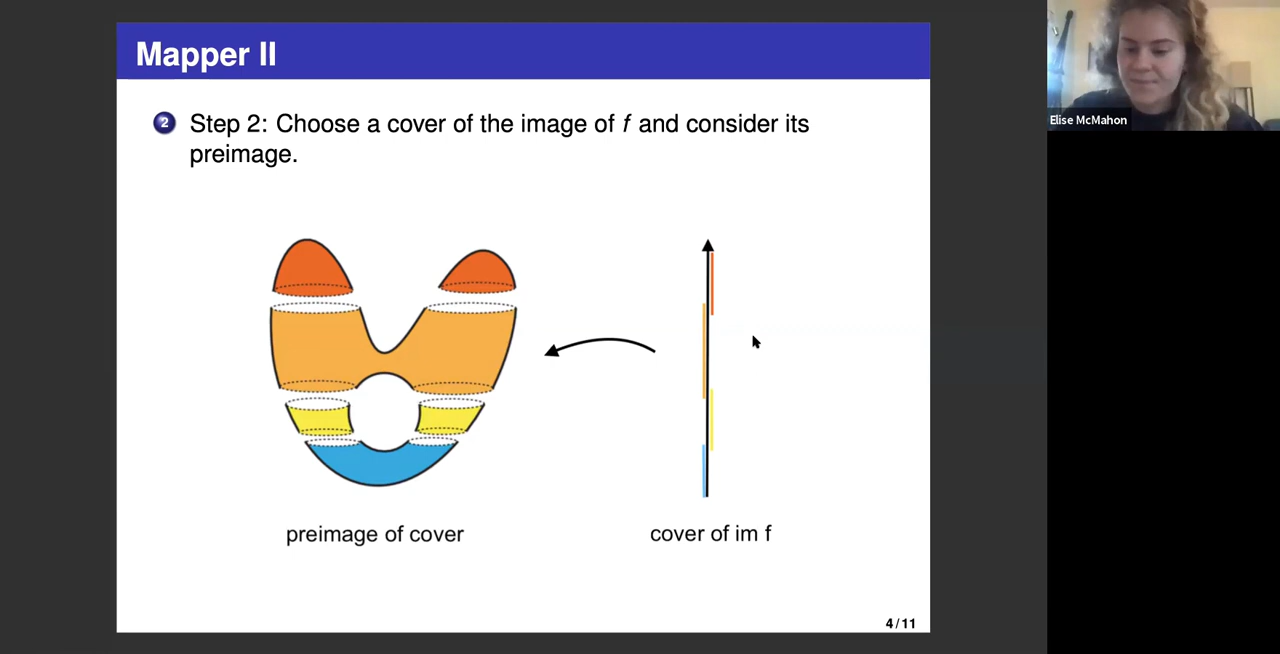 Mapper II
2 Step 2: Choose a cover of the image of f and consider its
preimage.
preimage of cover
cover of im f
4 / 11
Elise McMahon